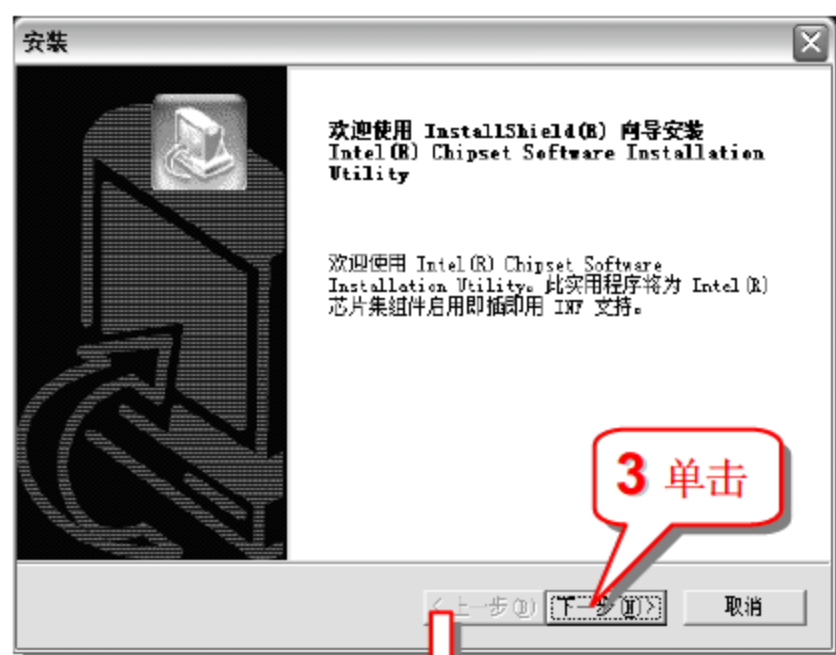 安装
欢迎使用 InstallShield(R) 向导安装
Intel(R) Chipset Software Installation
Utility
欢迎使用 Intel(R) Chipset Software
Installation Utility。此实用程序将为 Intel(R)
芯片集组件启用即插即用 INF 支持。
3 单击
< 上一步(B) 下一步(N)> 取消